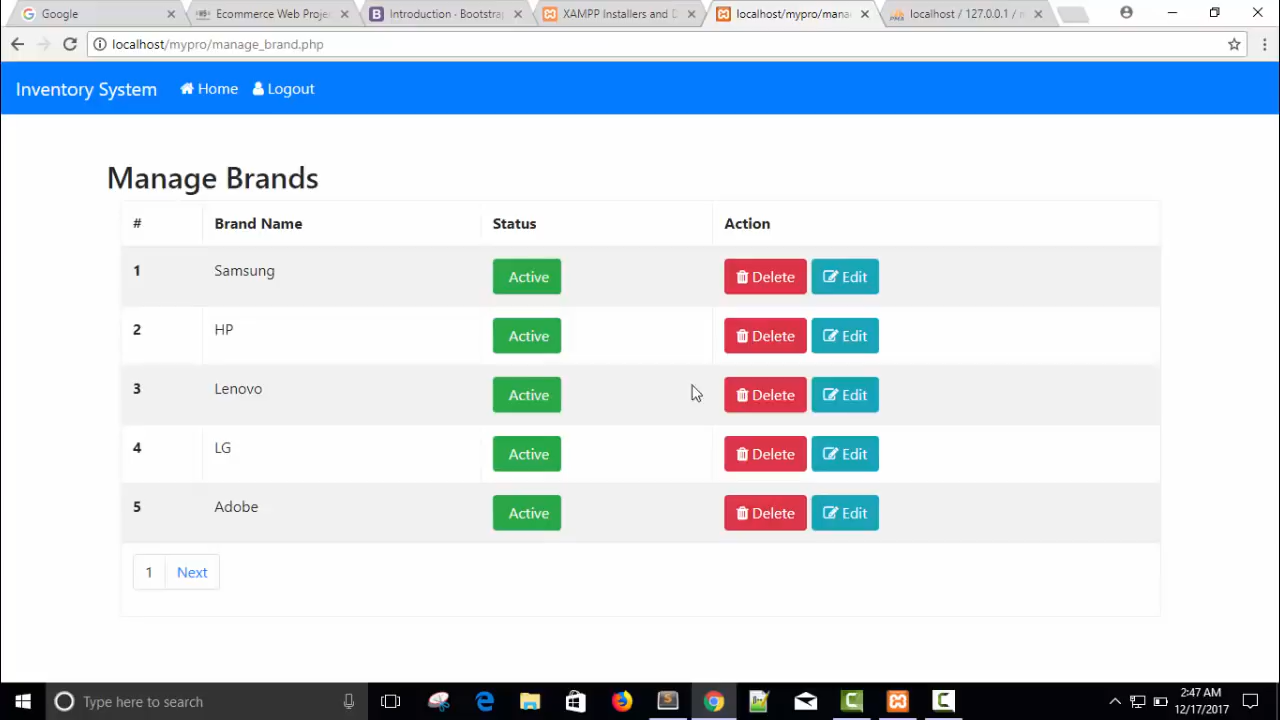 Google
Ecommerce Web Proje
Introduction · Bootstrap
XAMPP Installers and D
localhost/mypro/mana
localhost / 127.0.0.1 /
localhost/mypro/manage_brand.php
Inventory System Home Logout
Manage Brands
# Brand Name Status Action
1 Samsung Active Delete Edit
2 HP Active Delete Edit
3 Lenovo Active Delete Edit
4 LG Active Delete Edit
5 Adobe Active Delete Edit
1 Next
Type here to search
2:47 AM
12/17/2017